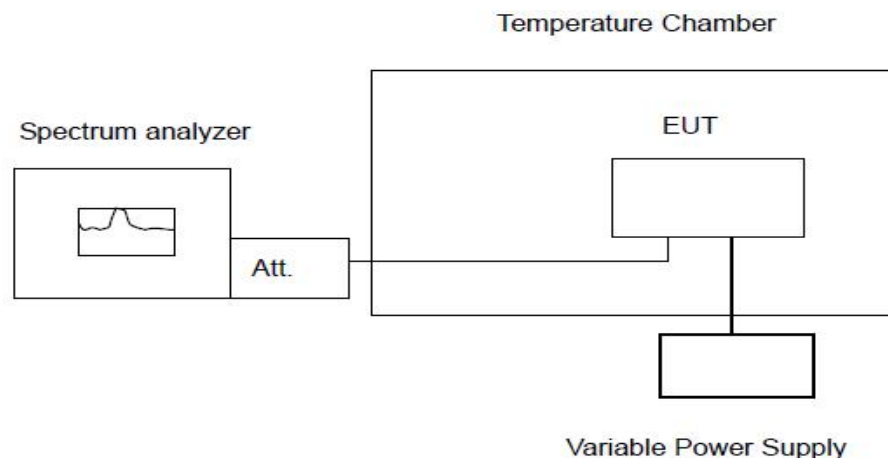 Temperature Chamber
Spectrum analyzer
EUT
Att.
Variable Power Supply